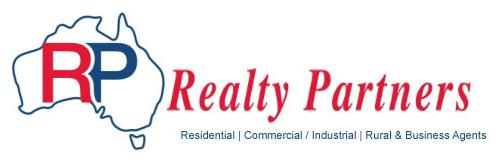 RP
Realty Partners
Residential | Commercial / Industrial | Rural & Business Agents